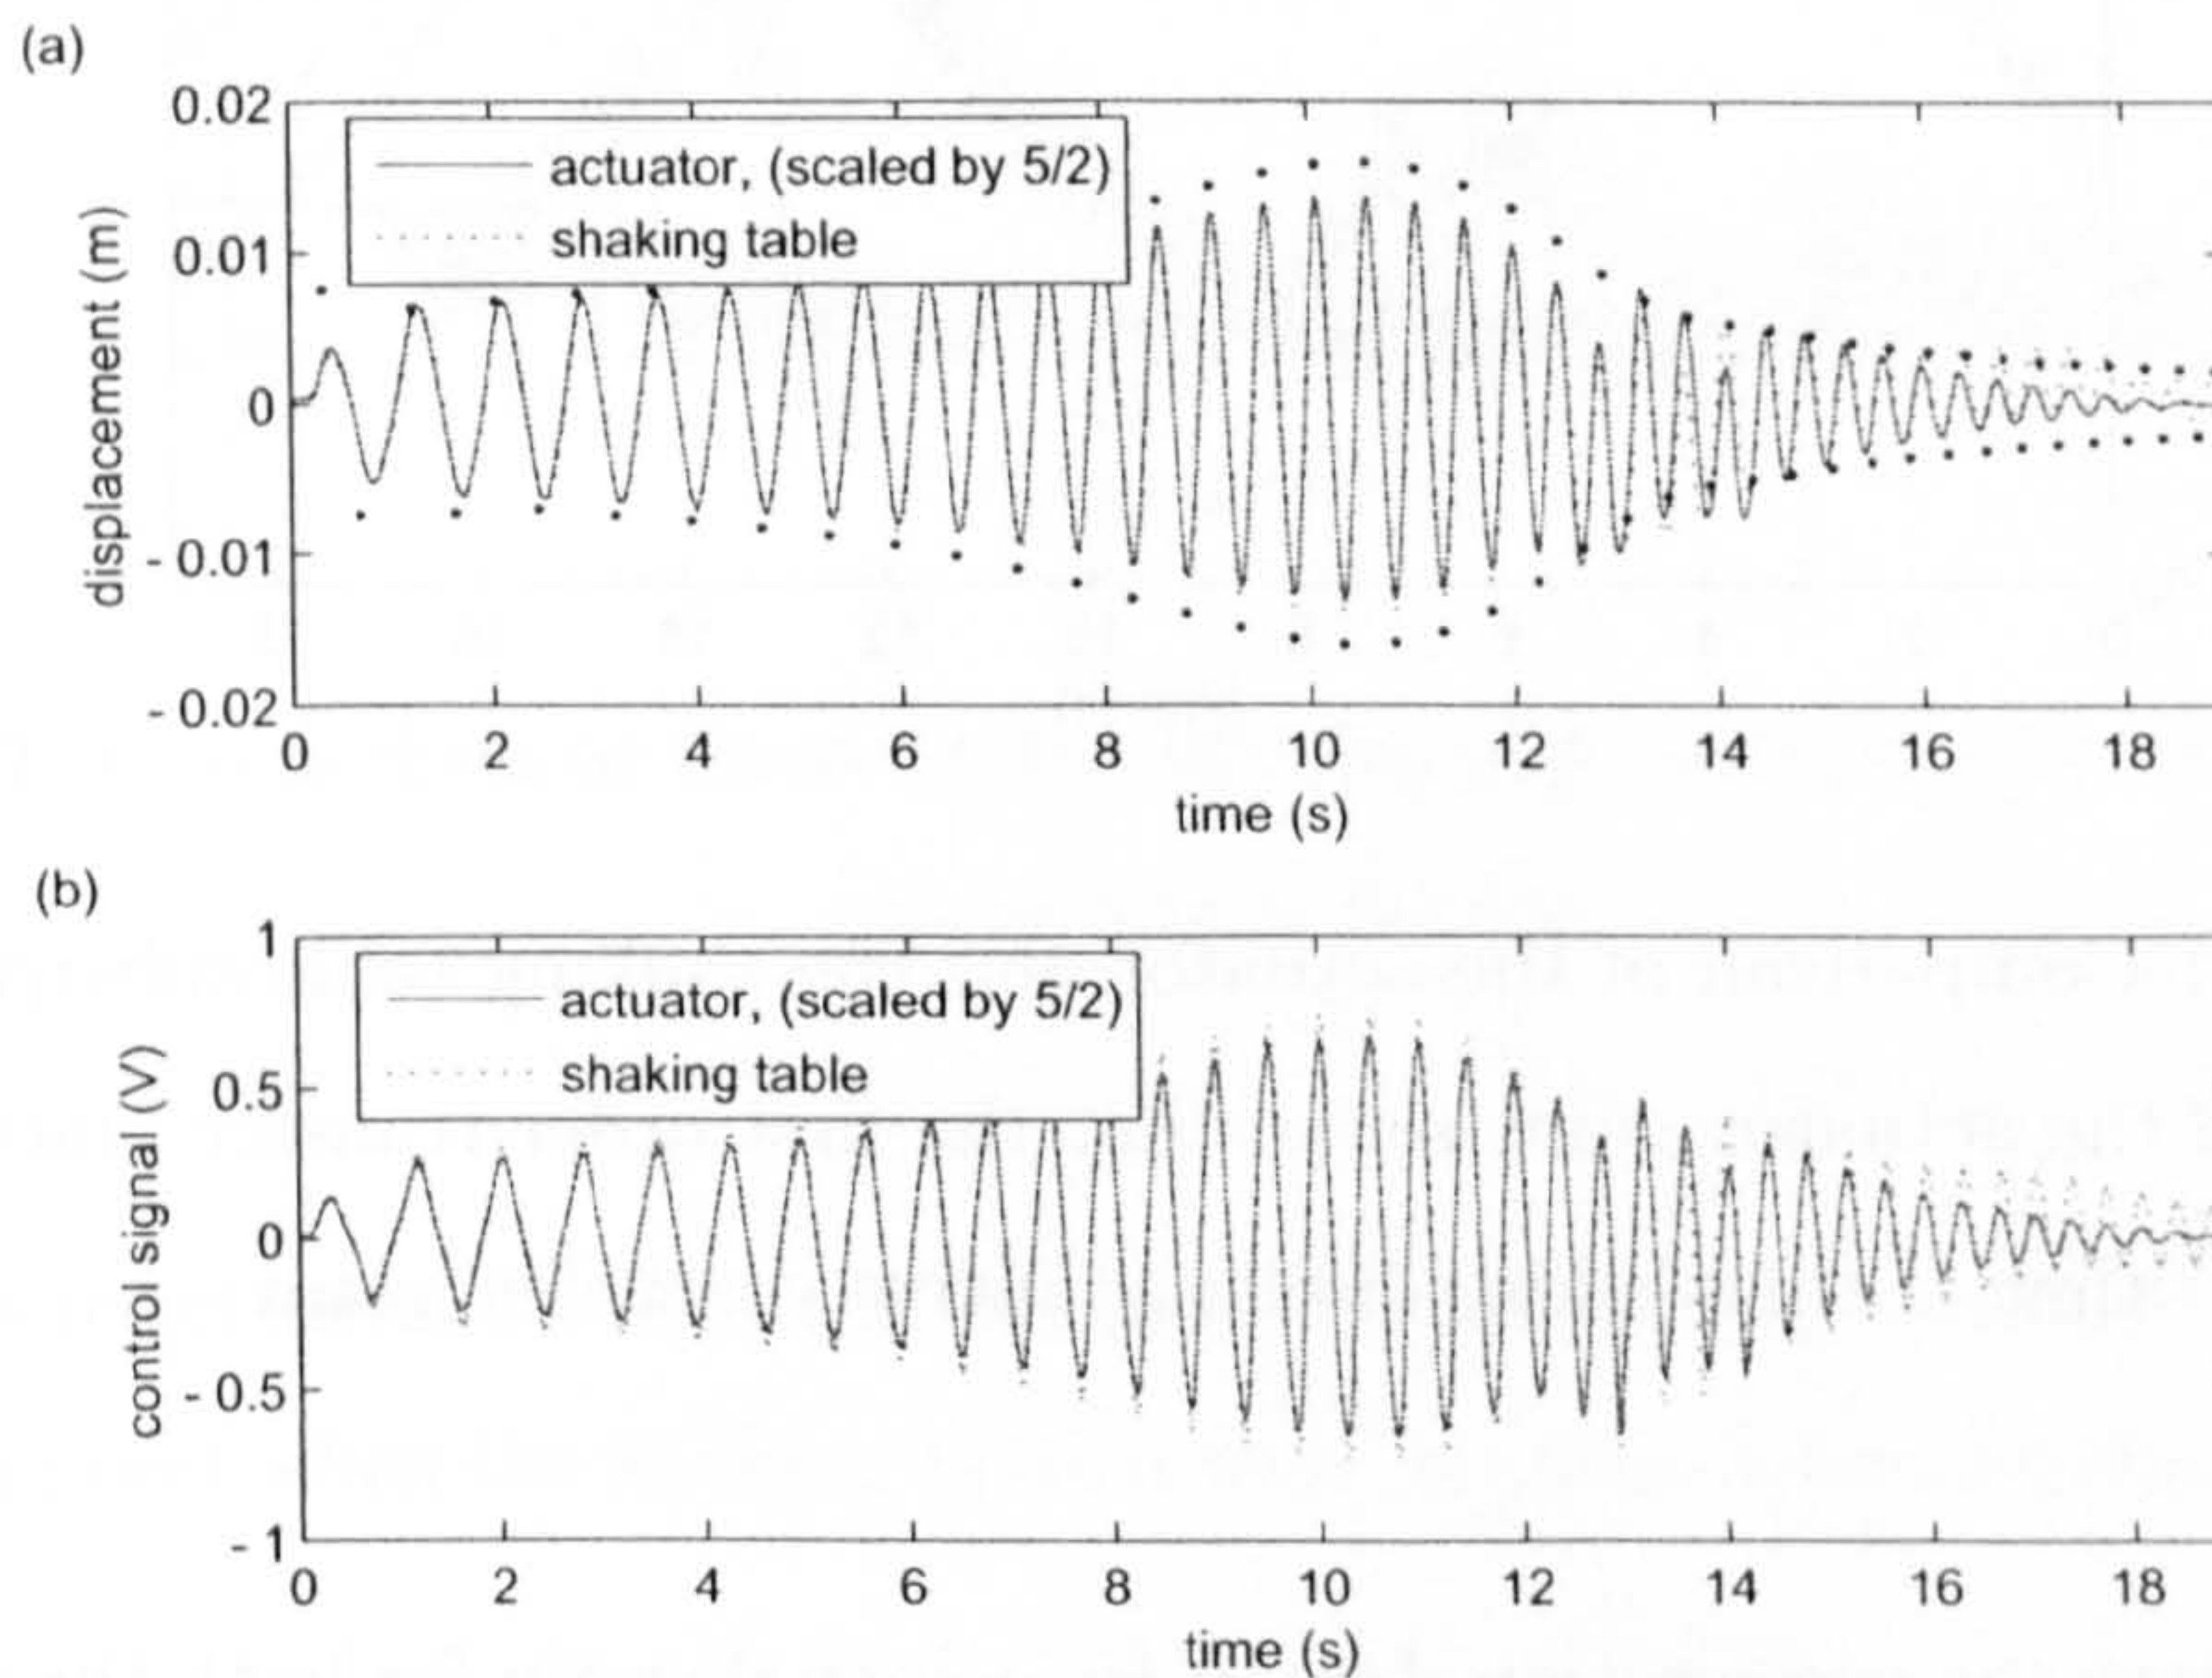 (a)
0.02
0.01
0
- 0.01
- 0.02
displacement (m)
actuator, (scaled by 5/2)
shaking table
0 2 4 6 8 10 12 14 16 18
time (s)
(b)
1
0.5
0
- 0.5
- 1
control signal (V)
actuator, (scaled by 5/2)
shaking table
0 2 4 6 8 10 12 14 16 18
time (s)